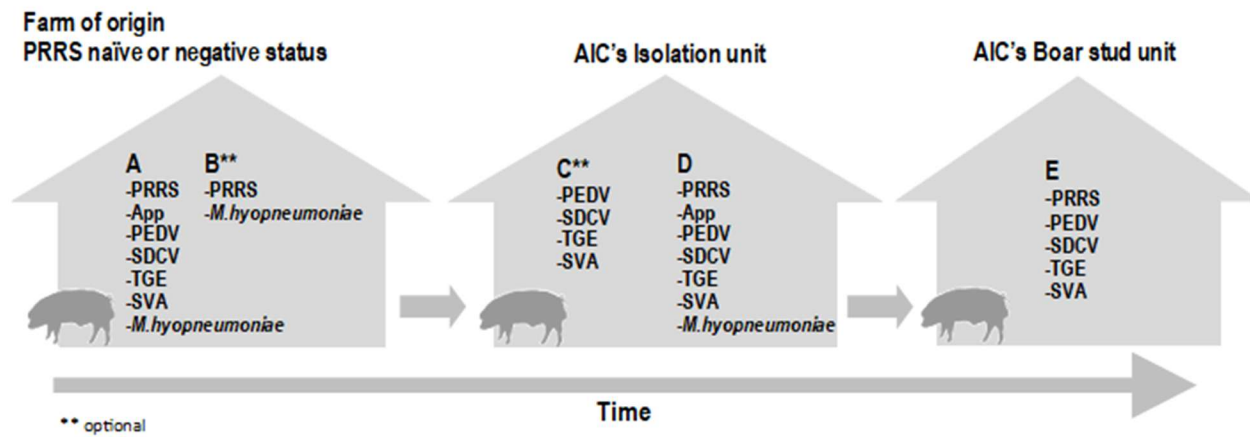 Farm of origin
PRRS naïve or negative status
AIC's Isolation unit
AIC's Boar stud unit
A
-PRRS
-App
-PEDV
-SDCV
-TGE
-SVA
-M.hyopneumoniae
B**
-PRRS
-M.hyopneumoniae
C**
-PEDV
-SDCV
-TGE
-SVA
D
-PRRS
-App
-PEDV
-SDCV
-TGE
-SVA
-M.hyopneumoniae
E
-PRRS
-PEDV
-SDCV
-TGE
-SVA
Time
** optional